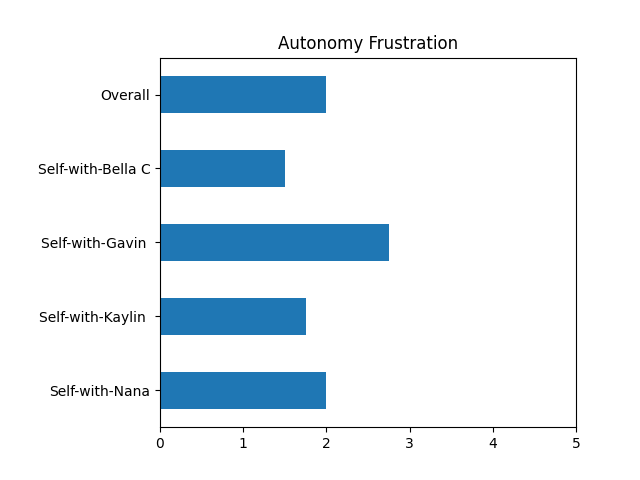 Autonomy Frustration
Overall
Self-with-Bella C
Self-with-Gavin
Self-with-Kaylin
Self-with-Nana
0 1 2 3 4 5